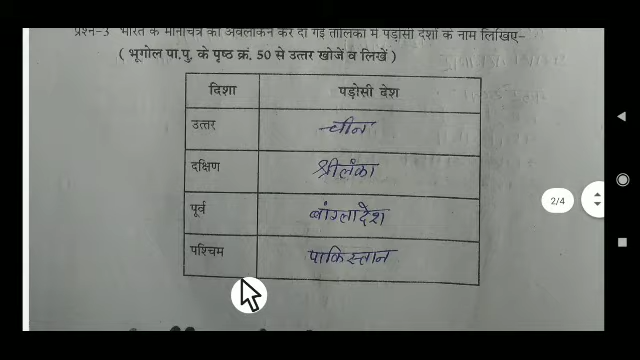 प्रश्न-3 भारत के मानचित्र का अवलोकन कर दी गई तालिका में पड़ोसी देशों के नाम लिखिए-
( भूगोल पा.पु. के पृष्ठ क्रं. 50 से उत्तर खोजें व लिखें )
दिशा पड़ोसी देश
उत्तर चीन
दक्षिण श्रीलंका
पूर्व बांग्लादेश
पश्चिम पाकिस्तान
2/4